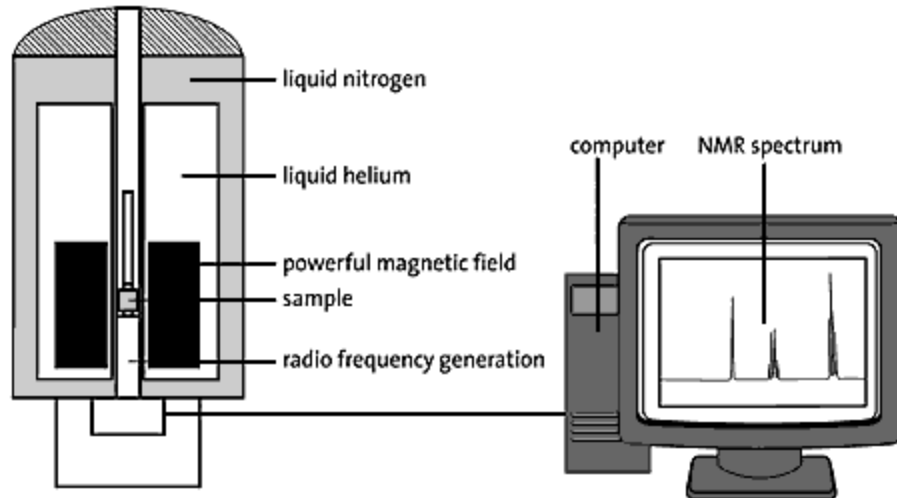 liquid nitrogen
liquid helium
powerful magnetic field
sample
radio frequency generation
computer
NMR spectrum